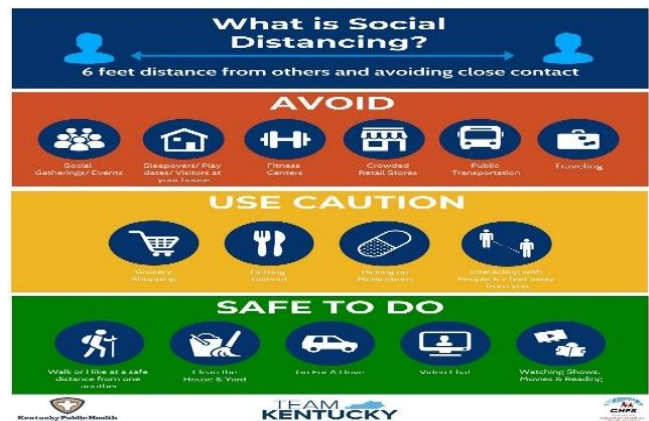 What is Social
Distancing?
6 feet distance from others and avoiding close contact
AVOID
Social
Gatherings/ Events
Sleepovers/ Play
dates/ Visitors at
your house
Fitness
Centers
Crowded
Retail Stores
Public
Transportation
Traveling
USE CAUTION
Grocery
Shopping
Getting
Takeout
Picking up
Medications
Interacting with
People 6+ feet away
from you
SAFE TO DO
Walk or Hike at a safe
distance from one
another
Clean the
House & Yard
Go For A Drive
Video Chat
Watching Shows,
Movies & Reading
Kentucky Public Health
TEAM
KENTUCKY
CHFS